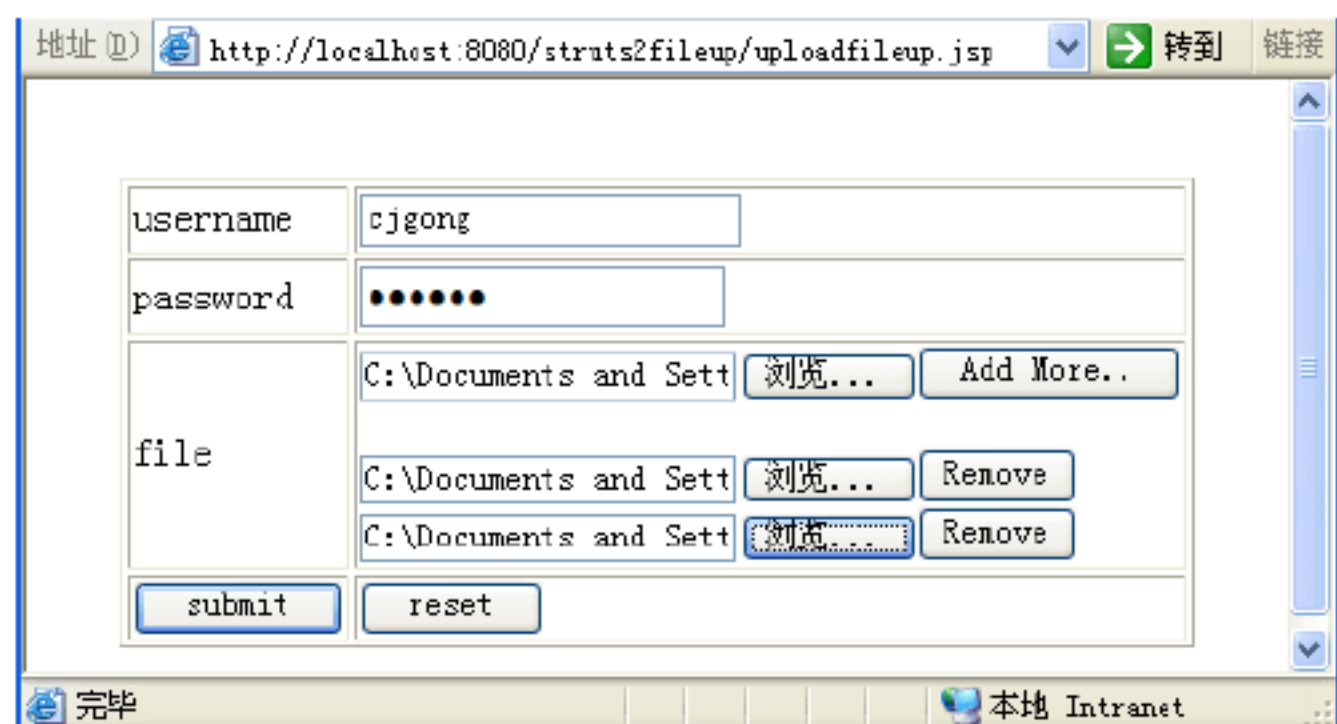 地址(D) http://localhost:8080/struts2fileup/uploadfileup.jsp 转到 链接
username cjgong
password ●●●●●●
C:\Documents and Sett 浏览... Add More..
file
C:\Documents and Sett 浏览... Remove
C:\Documents and Sett 浏览... Remove
submit reset
完毕 本地 Intranet